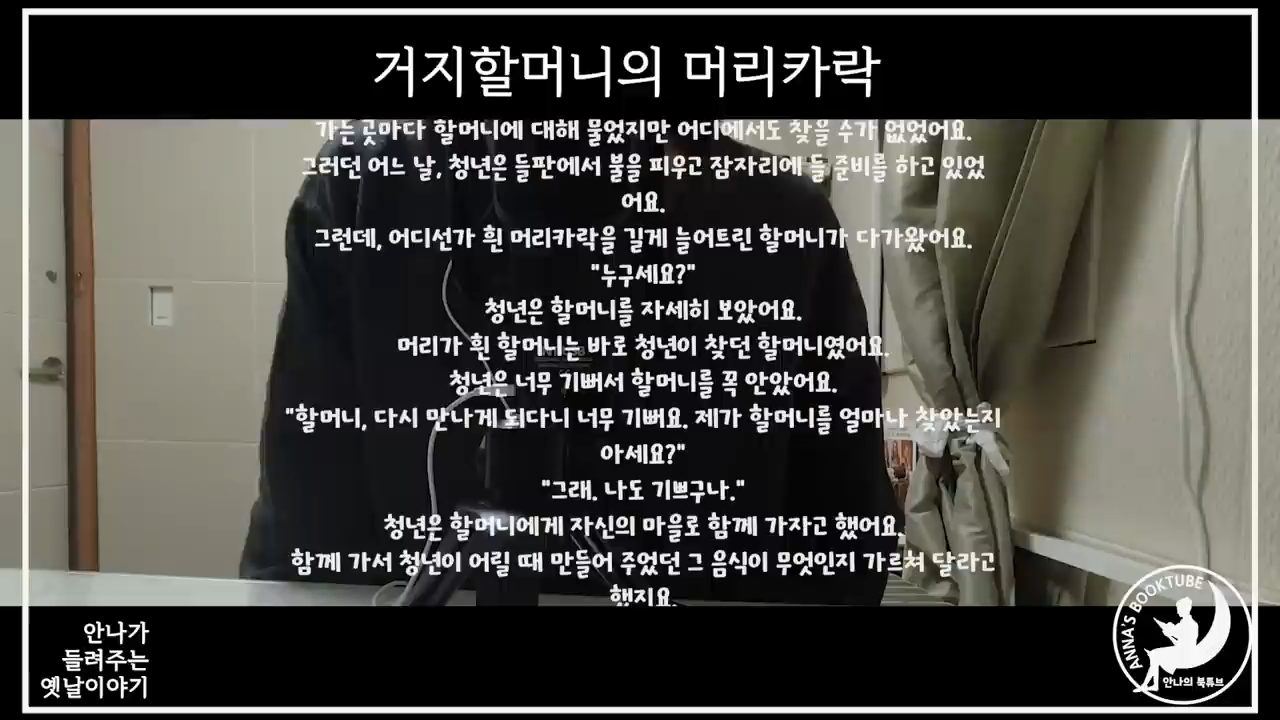 거지할머니의 머리카락
가는 곳마다 할머니에 대해 물었지만 어디에서도 찾을 수가 없었어요.
그러던 어느 날, 청년은 들판에서 불을 피우고 잠자리에 들 준비를 하고 있었
어요.
그런데, 어디선가 흰 머리카락을 길게 늘어트린 할머니가 다가왔어요.
"누구세요?"
청년은 할머니를 자세히 보았어요.
머리가 흰 할머니는 바로 청년이 찾던 할머니였어요.
청년은 너무 기뻐서 할머니를 꼭 안았어요.
"할머니, 다시 만나게 되다니 너무 기뻐요. 제가 할머니를 얼마나 찾았는지
아세요?"
"그래. 나도 기쁘구나."
청년은 할머니에게 자신의 마을로 함께 가자고 했어요.
함께 가서 청년이 어릴 때 만들어 주었던 그 음식이 무엇인지 가르쳐 달라고
했지요.
안나가
들려주는
옛날이야기
ANNA'S BOOKTUBE
안나의 북튜브